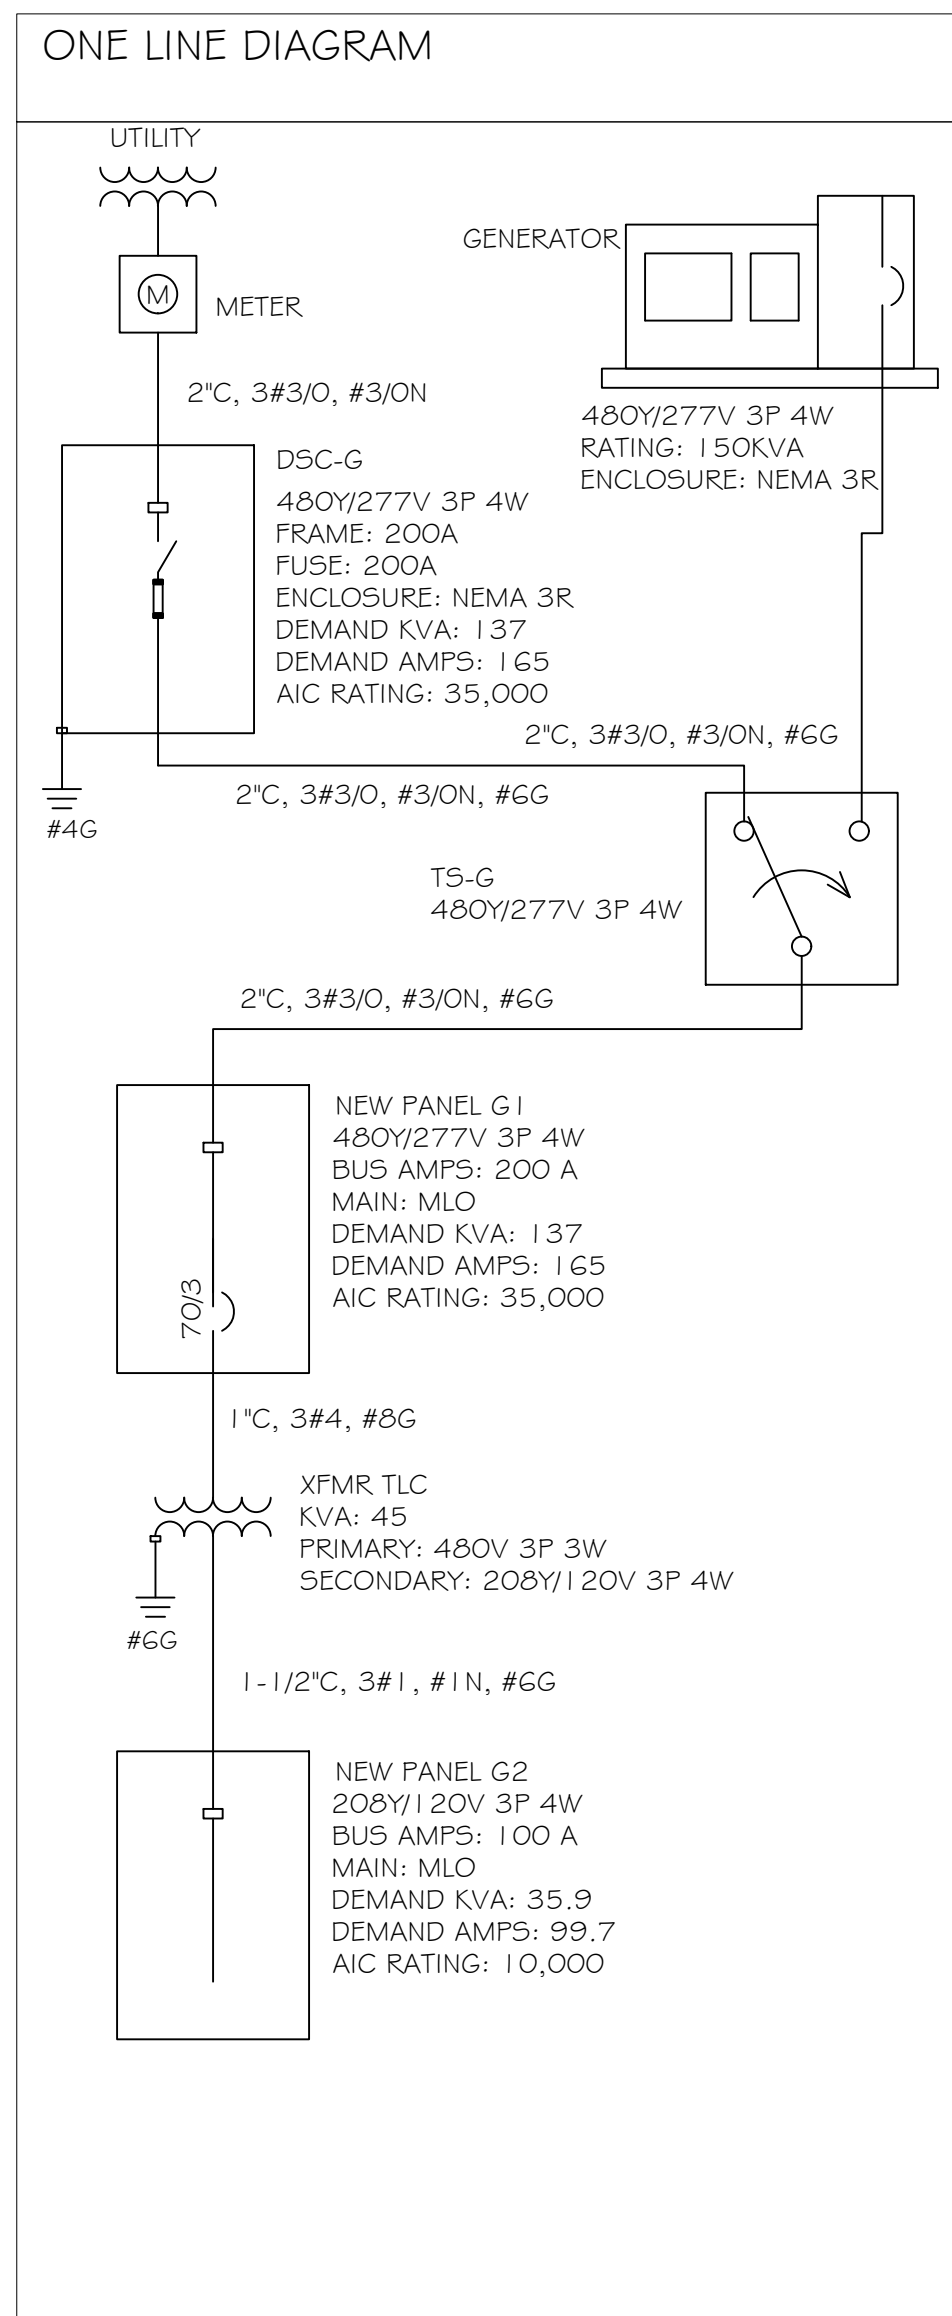 ONE LINE DIAGRAM
UTILITY
GENERATOR
M
METER
2"C, 3#3/0, #3/0N
480Y/277V 3P 4W
RATING: 150KVA
ENCLOSURE: NEMA 3R
DSC-G
480Y/277V 3P 4W
FRAME: 200A
FUSE: 200A
ENCLOSURE: NEMA 3R
DEMAND KVA: 137
DEMAND AMPS: 165
AIC RATING: 35,000
2"C, 3#3/0, #3/0N, #6G
2"C, 3#3/0, #3/0N, #6G
#4G
TS-G
480Y/277V 3P 4W
2"C, 3#3/0, #3/0N, #6G
NEW PANEL G1
480Y/277V 3P 4W
BUS AMPS: 200 A
MAIN: MLO
DEMAND KVA: 137
DEMAND AMPS: 165
AIC RATING: 35,000
70/3
1"C, 3#4, #8G
XFMR TLC
KVA: 45
PRIMARY: 480V 3P 3W
SECONDARY: 208Y/120V 3P 4W
#6G
1-1/2"C, 3#1, #1N, #6G
NEW PANEL G2
208Y/120V 3P 4W
BUS AMPS: 100 A
MAIN: MLO
DEMAND KVA: 35.9
DEMAND AMPS: 99.7
AIC RATING: 10,000